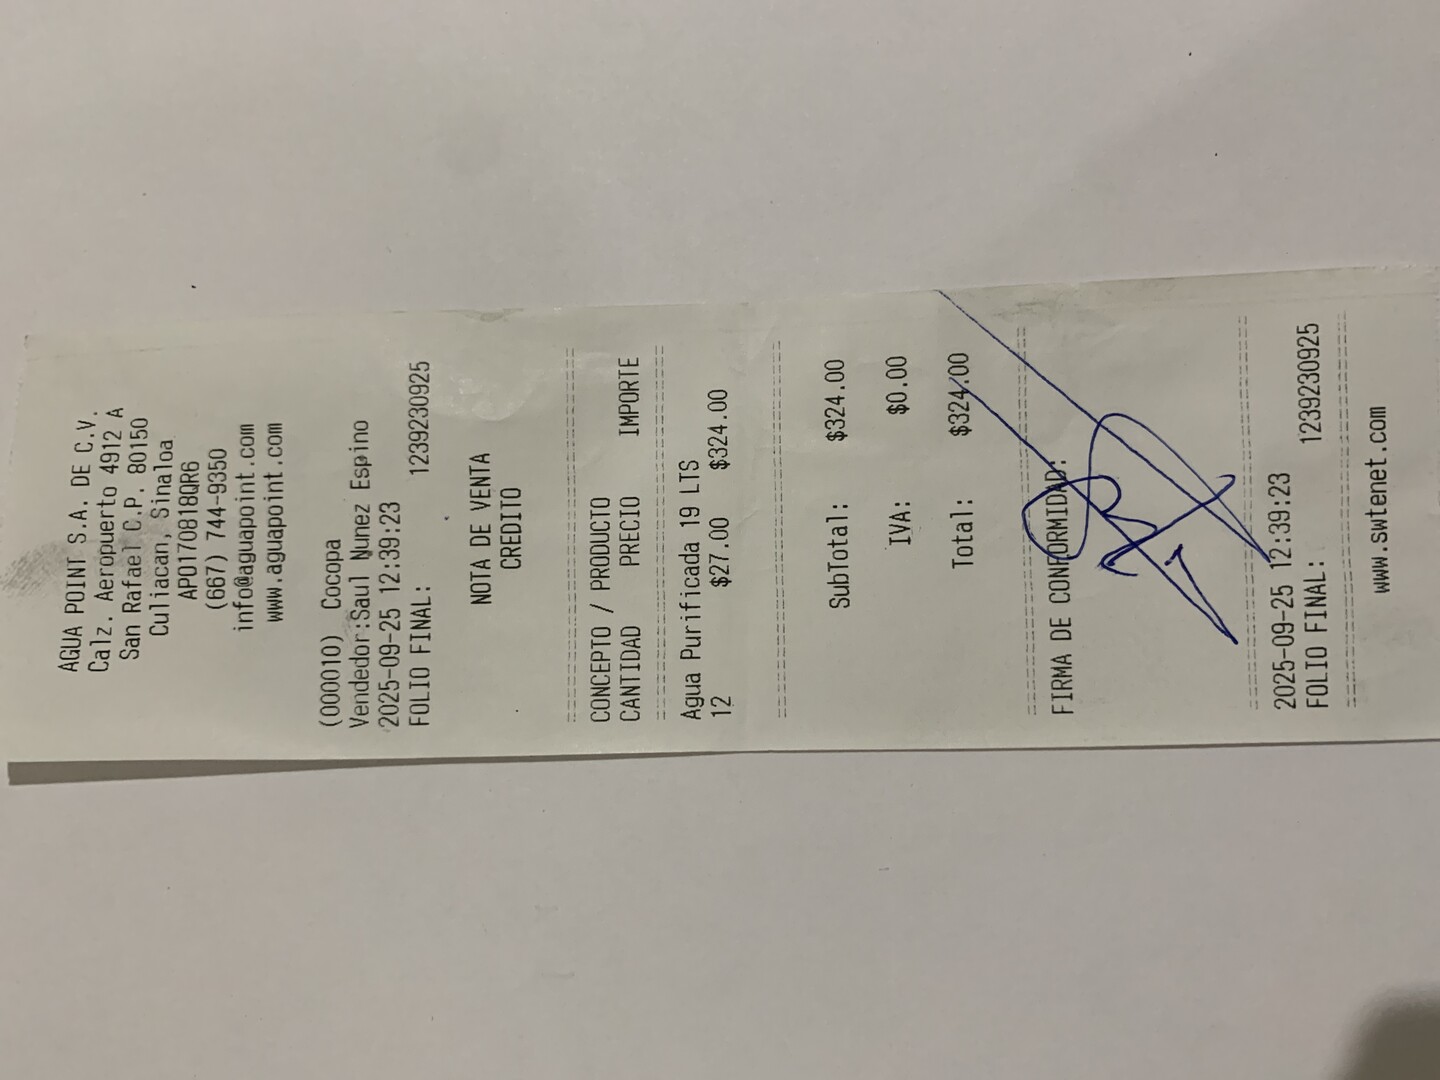 AGUA POINT S.A. DE C.V.
Calz. Aeropuerto 4912 A
San Rafael C.P. 80150
Culiacan, Sinaloa
APO170818QR6
(667) 744-9350
info@aguapoint.com
www.aguapoint.com
(000010) Cocopa
Vendedor:Saul Nunez Espino
2025-09-25 12:39:23
FOLIO FINAL: 1239230925
NOTA DE VENTA
CREDITO
CONCEPTO / PRODUCTO
CANTIDAD PRECIO IMPORTE
Agua Purificada 19 LTS
12 $27.00 $324.00
SubTotal: $324.00
IVA: $0.00
Total: $324.00
FIRMA DE CONFORMIDAD:
2025-09-25 12:39:23
FOLIO FINAL: 1239230925
www.swtenet.com